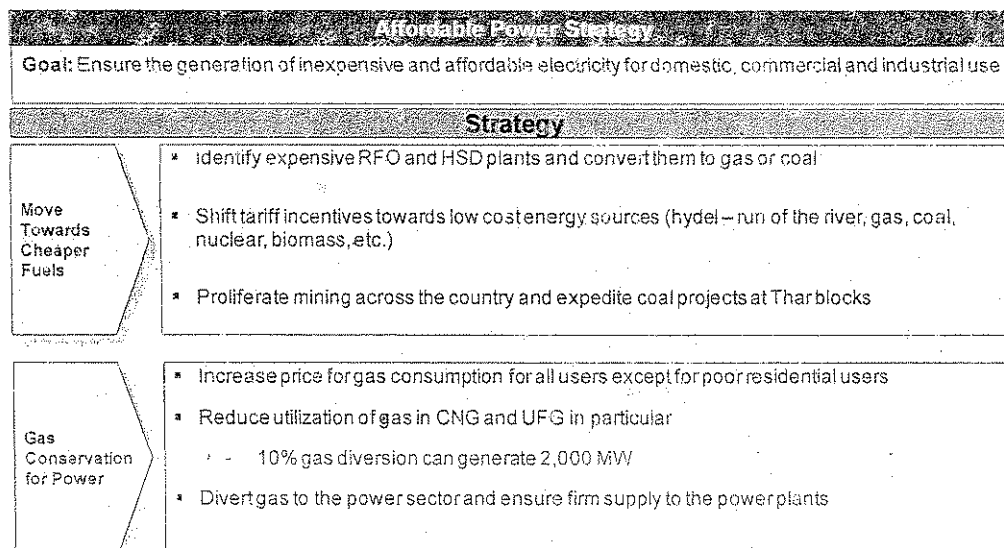 Affordable Power Strategy
Goal: Ensure the generation of inexpensive and affordable electricity for domestic, commercial and industrial use
Strategy
Move
Towards
Cheaper
Fuels
▪ Identify expensive RFO and HSD plants and convert them to gas or coal
▪ Shift tariff incentives towards low cost energy sources (hydel – run of the river, gas, coal,
nuclear, biomass, etc.)
▪ Proliferate mining across the country and expedite coal projects at Thar blocks
Gas
Conservation
for Power
▪ Increase price for gas consumption for all users except for poor residential users
▪ Reduce utilization of gas in CNG and UFG in particular
- 10% gas diversion can generate 2,000 MW
▪ Divert gas to the power sector and ensure firm supply to the power plants